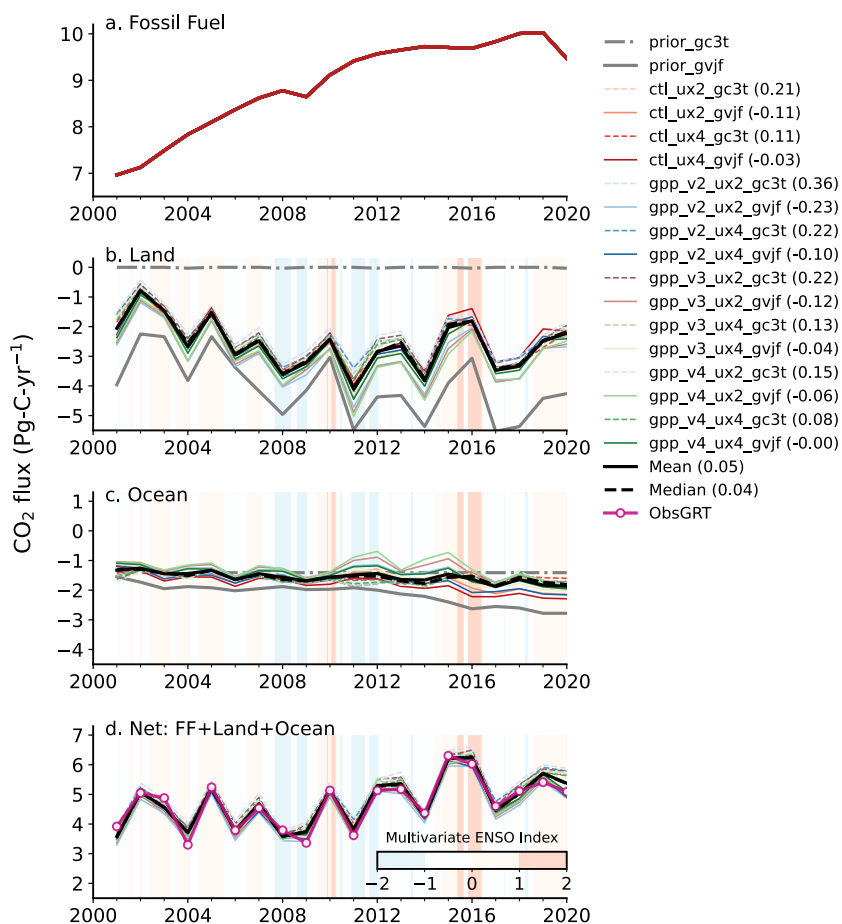 a. Fossil Fuel
10
9
8
7
2000 2004 2008 2012 2016 2020
b. Land
0
−1
−2
−3
−4
−5
2000 2004 2008 2012 2016 2020
c. Ocean
1
0
−1
−2
−3
−4
2000 2004 2008 2012 2016 2020
d. Net: FF+Land+Ocean
7
6
5
4
3
2
Multivariate ENSO Index
−2 −1 0 1 2
2000 2004 2008 2012 2016 2020
CO₂ flux (Pg-C-yr⁻¹)
prior_gc3t
prior_gvjf
ctl_ux2_gc3t (0.21)
ctl_ux2_gvjf (-0.11)
ctl_ux4_gc3t (0.11)
ctl_ux4_gvjf (-0.03)
gpp_v2_ux2_gc3t (0.36)
gpp_v2_ux2_gvjf (-0.23)
gpp_v2_ux4_gc3t (0.22)
gpp_v2_ux4_gvjf (-0.10)
gpp_v3_ux2_gc3t (0.22)
gpp_v3_ux2_gvjf (-0.12)
gpp_v3_ux4_gc3t (0.13)
gpp_v3_ux4_gvjf (-0.04)
gpp_v4_ux2_gc3t (0.15)
gpp_v4_ux2_gvjf (-0.06)
gpp_v4_ux4_gc3t (0.08)
gpp_v4_ux4_gvjf (-0.00)
Mean (0.05)
Median (0.04)
ObsGRT